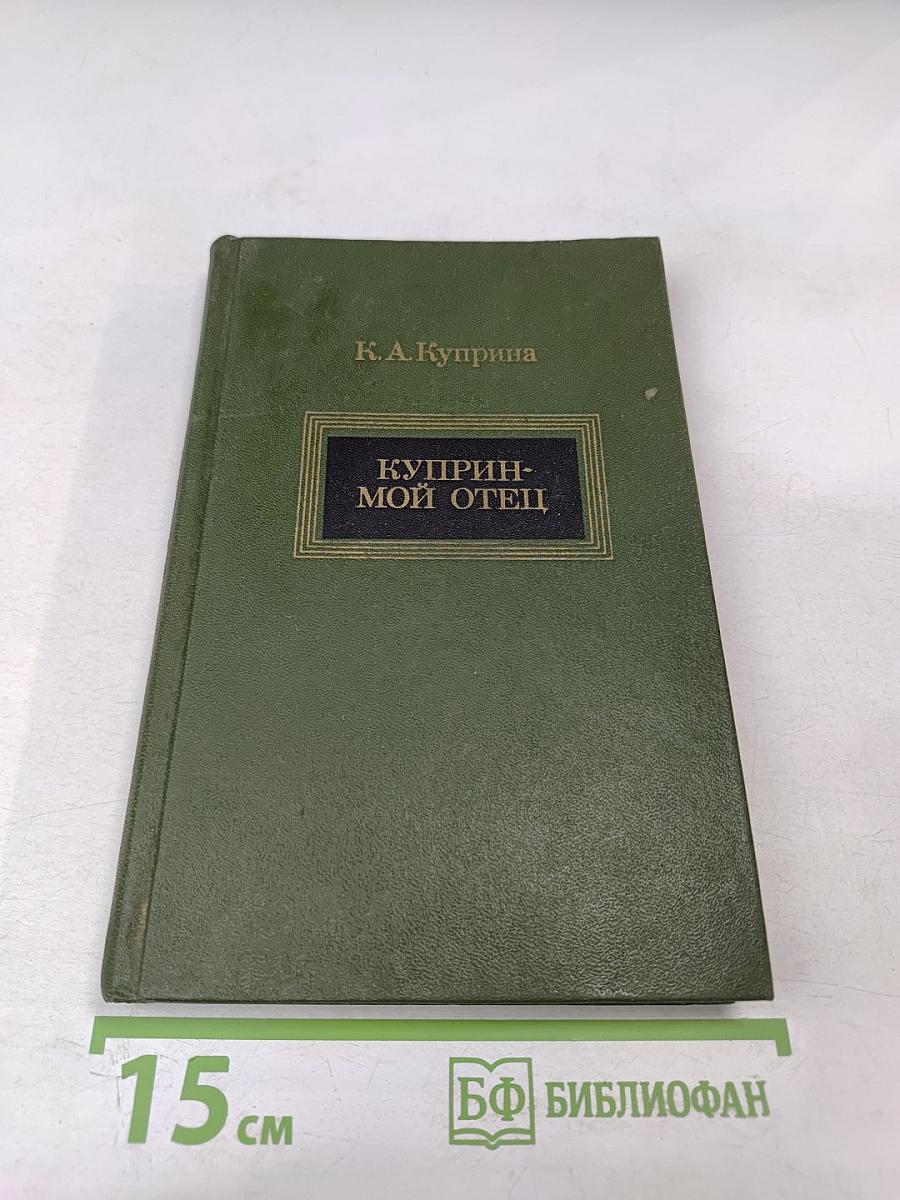 К. А. Куприна
КУПРИН-
МОЙ ОТЕЦ
15 см
БФ БИБЛИОФАН